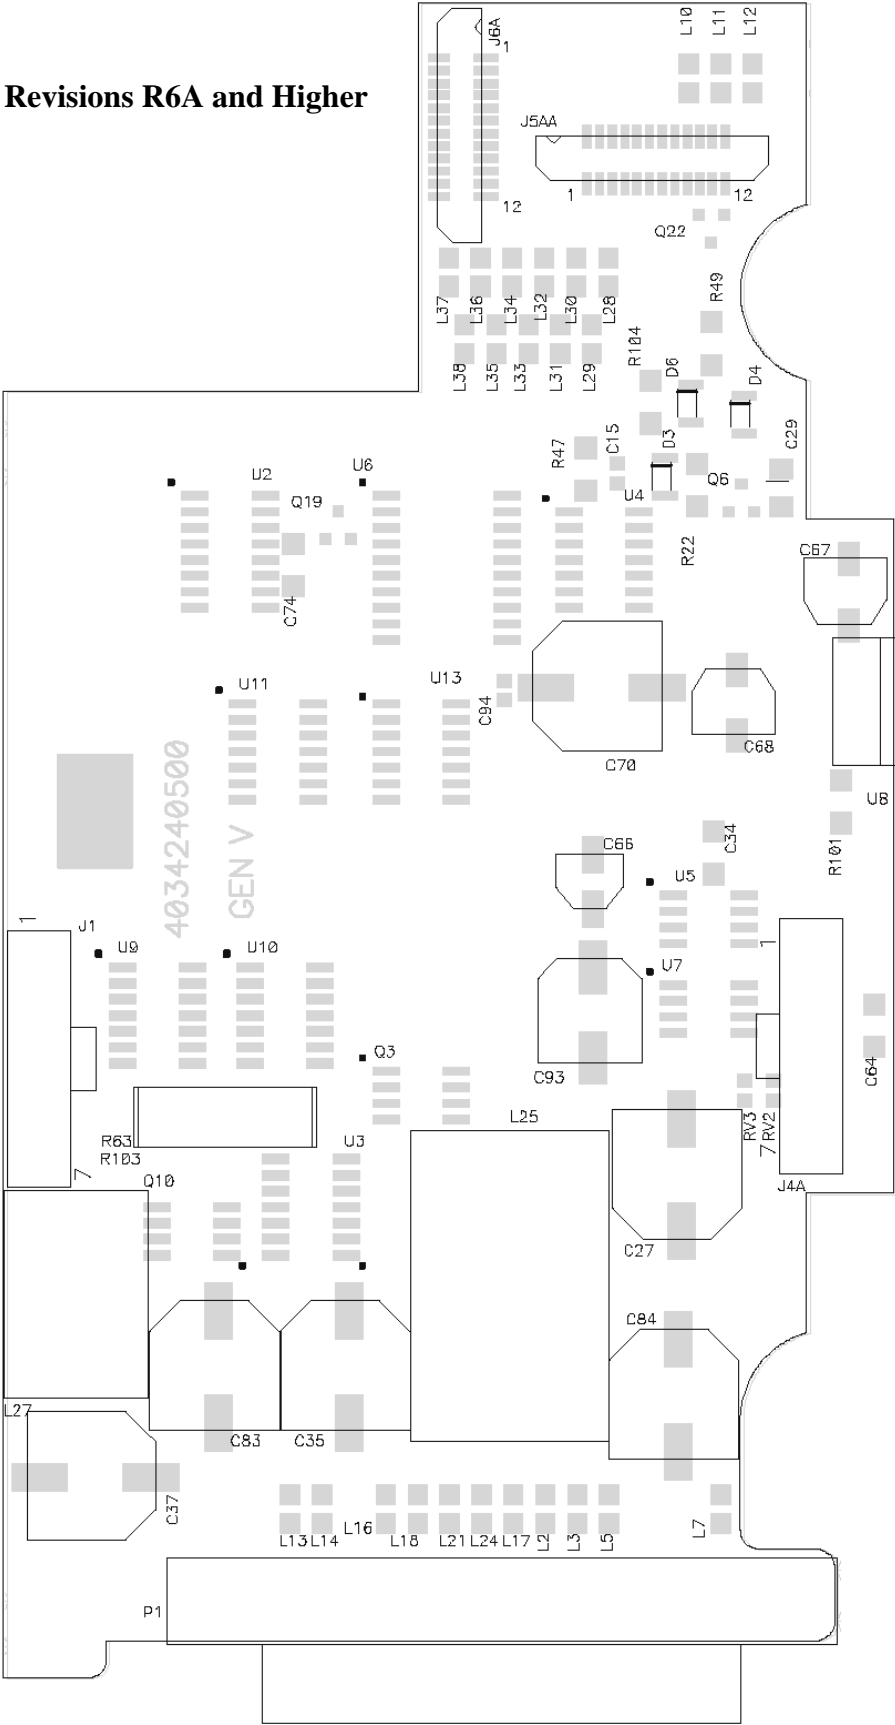 L10
L11
L12
J6A
1
Revisions R6A and Higher
J5AA
12
1
12
Q22
R49
L37
L36
L34
L32
L30
L28
L38
L35
L33
L31
L29
R104
D6
D4
R47
C15
D3
C29
U6
U2
Q19
Q6
U4
C74
R22
C67
U11
U13
C94
C70
C68
4034240500
GEN V
U8
R101
C34
C66
U5
1
J1
U9
U10
U7
1
Q3
C93
C64
L25
RV3
RV2
R63
R103
U3
7
7
J4A
Q10
C27
C84
L27
C83
C35
C37
L13
L14
L16
L18
L21
L24
L17
L2
L3
L5
L7
P1